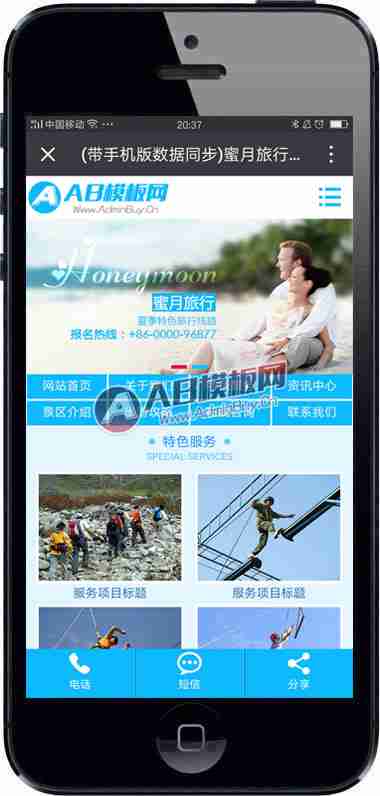 中国移动 20:37
(带手机版数据同步)蜜月旅行...
AB模板网
Www.AdminBuy.Cn
Honeymoon
蜜月旅行
夏季特色旅行线路
报名热线：+86-0000-96877
网站首页 关于 资讯中心
AB模板网
Www.AdminBuy.Cn
景区介绍 联系我们
特色服务
SPECIAL SERVICES
服务项目标题 服务项目标题
电话 短信 分享